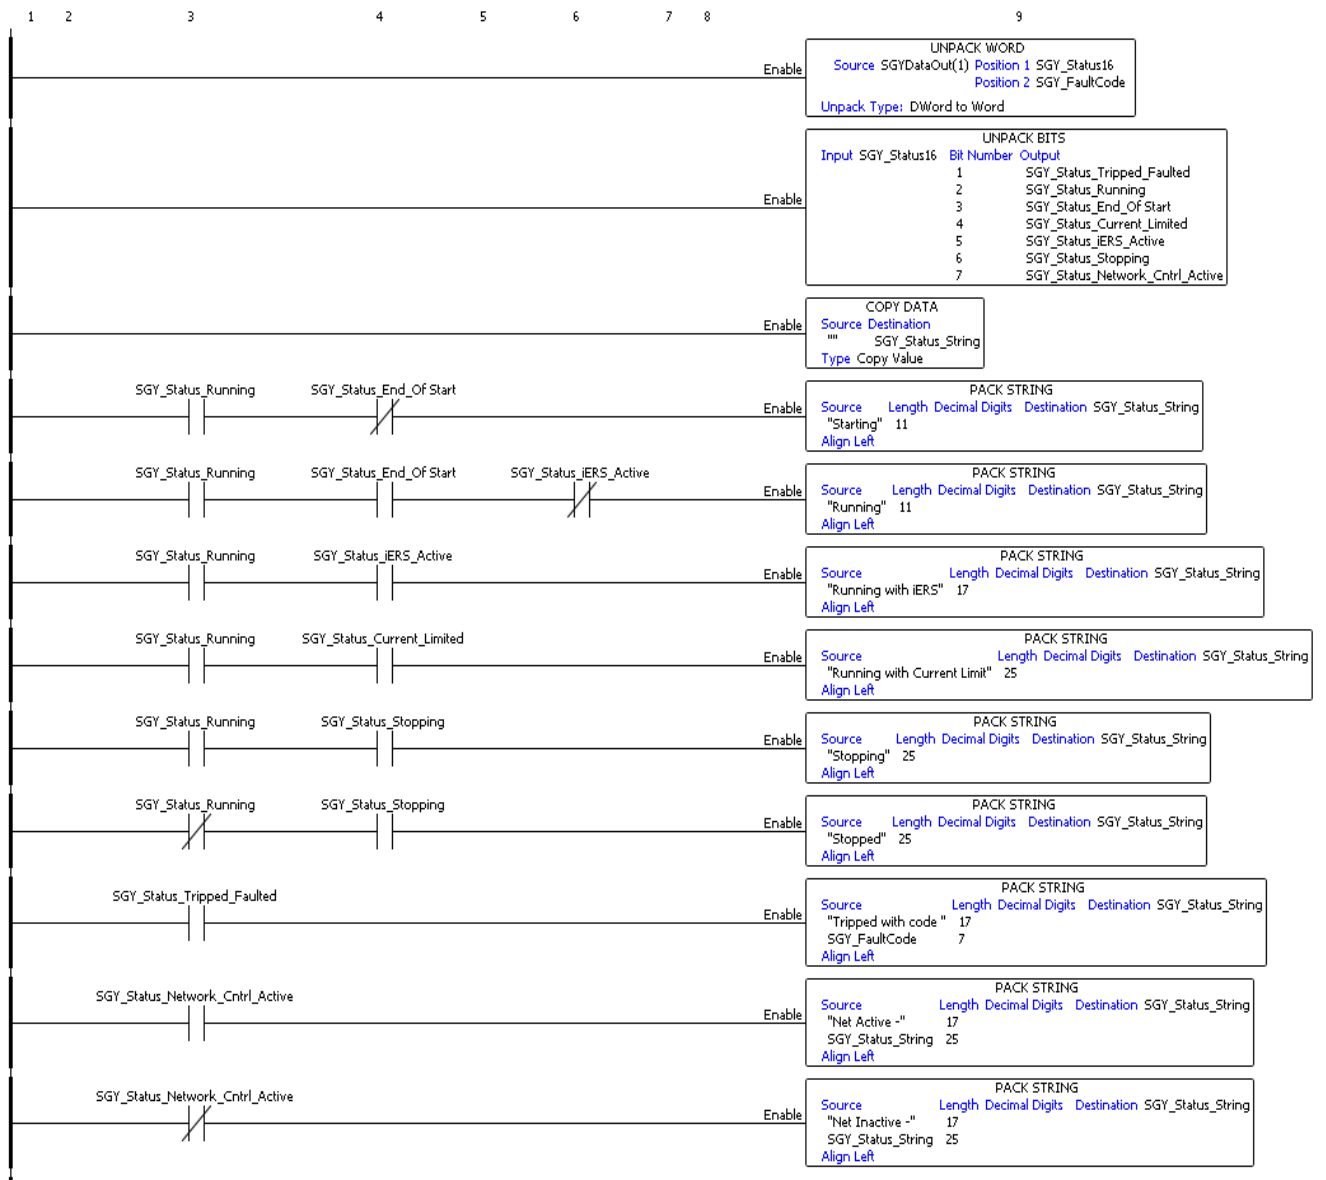 1 2 3 4 5 6 7 8 9
UNPACK WORD
Enable Source SGYDataOut(1) Position 1 SGY_Status16
Position 2 SGY_FaultCode
Unpack Type: DWord to Word
UNPACK BITS
Input SGY_Status16 Bit Number Output
1 SGY_Status_Tripped_Faulted
2 SGY_Status_Running
Enable
3 SGY_Status_End_Of Start
4 SGY_Status_Current_Limited
5 SGY_Status_iERS_Active
6 SGY_Status_Stopping
7 SGY_Status_Network_Cntrl_Active
COPY DATA
Enable Source Destination
"" SGY_Status_String
Type Copy Value
SGY_Status_Running SGY_Status_End_Of Start PACK STRING
Enable Source Length Decimal Digits Destination SGY_Status_String
"Starting" 11
Align Left
SGY_Status_Running SGY_Status_End_Of Start SGY_Status_iERS_Active PACK STRING
Enable Source Length Decimal Digits Destination SGY_Status_String
"Running" 11
Align Left
SGY_Status_Running SGY_Status_iERS_Active PACK STRING
Enable Source Length Decimal Digits Destination SGY_Status_String
"Running with iERS" 17
Align Left
SGY_Status_Running SGY_Status_Current_Limited PACK STRING
Enable Source Length Decimal Digits Destination SGY_Status_String
"Running with Current Limit" 25
Align Left
SGY_Status_Running SGY_Status_Stopping PACK STRING
Enable Source Length Decimal Digits Destination SGY_Status_String
"Stopping" 25
Align Left
SGY_Status_Running SGY_Status_Stopping PACK STRING
Enable Source Length Decimal Digits Destination SGY_Status_String
"Stopped" 25
Align Left
SGY_Status_Tripped_Faulted PACK STRING
Enable Source Length Decimal Digits Destination SGY_Status_String
"Tripped with code " 17
SGY_FaultCode 7
Align Left
SGY_Status_Network_Cntrl_Active PACK STRING
Enable Source Length Decimal Digits Destination SGY_Status_String
"Net Active -" 17
SGY_Status_String 25
Align Left
SGY_Status_Network_Cntrl_Active PACK STRING
Enable Source Length Decimal Digits Destination SGY_Status_String
"Net Inactive -" 17
SGY_Status_String 25
Align Left